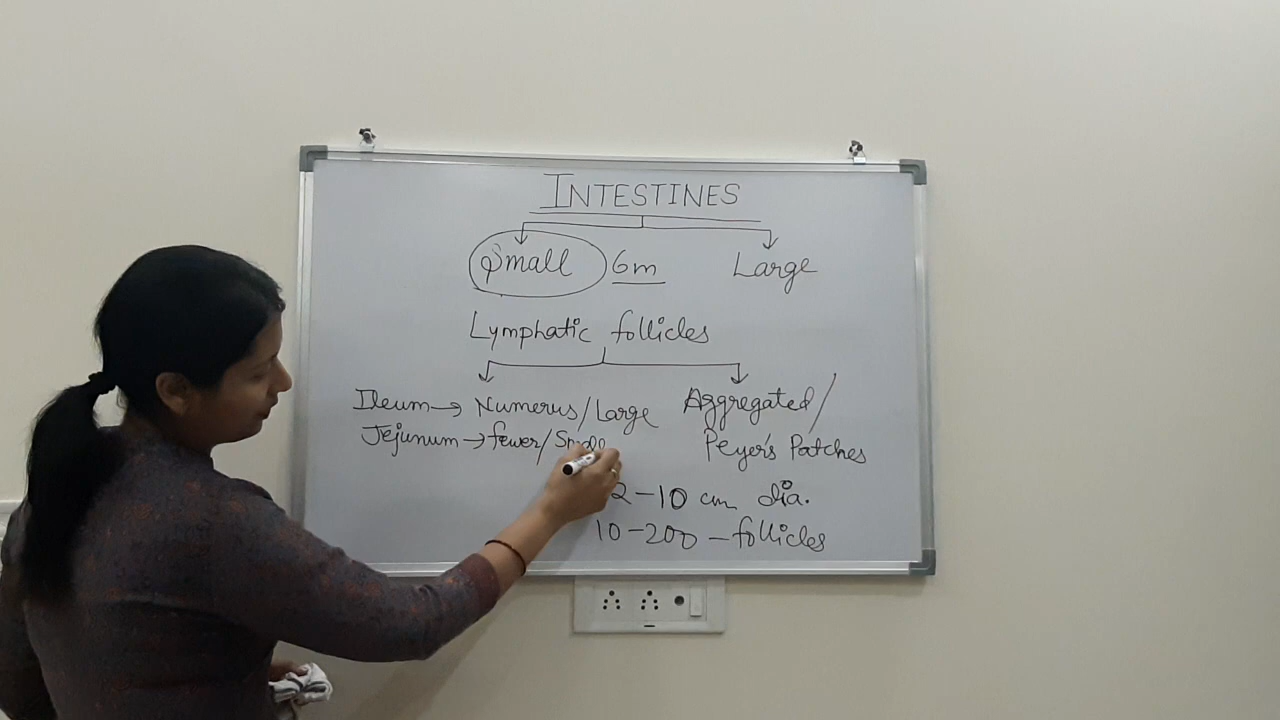 INTESTINES
Small 6m Large
Lymphatic follicles
Ileum → Numerus/Large Aggregated/
Jejunum → fewer/Small Peyer's Patches
2-10 cm dia.
10-200 - follicles